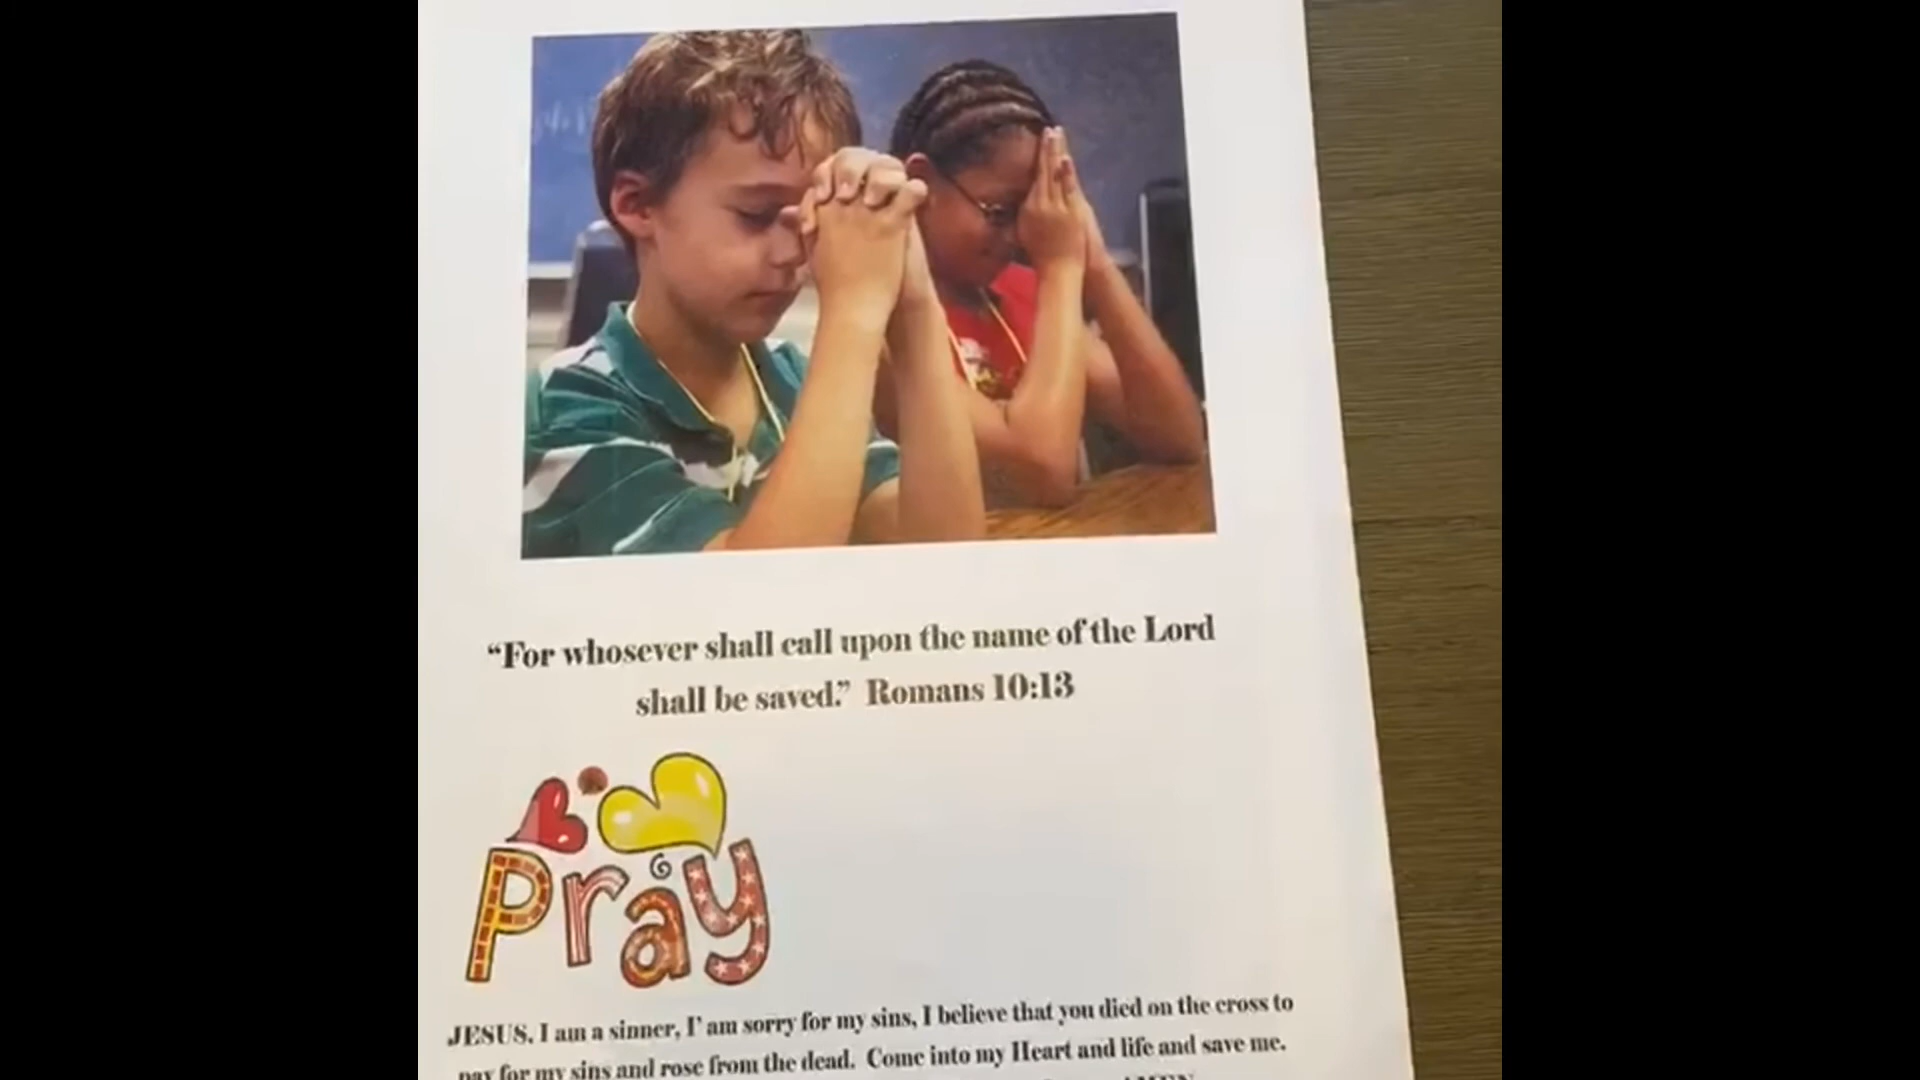 “For whosever shall call upon the name of the Lord
shall be saved.” Romans 10:13
Pray
JESUS, I am a sinner, I' am sorry for my sins, I believe that you died on the cross to
pay for my sins and rose from the dead. Come into my Heart and life and save me.
AMEN